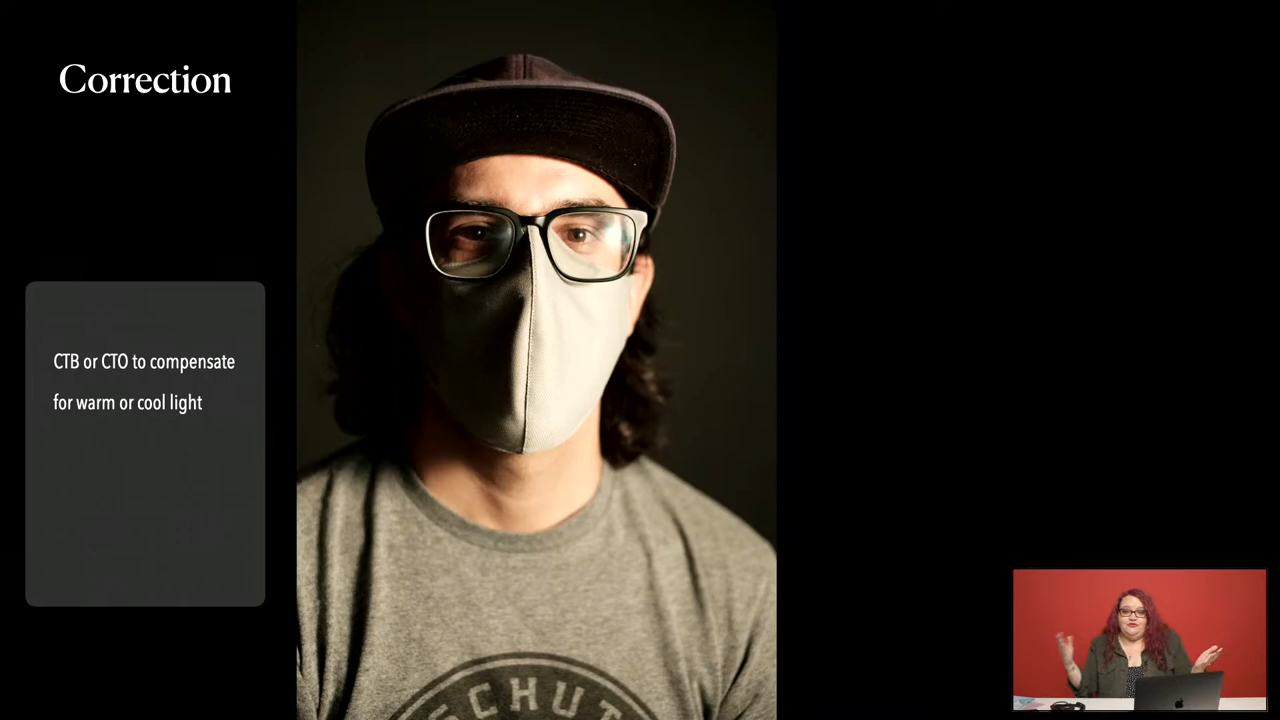 Correction
CTB or CTO to compensate
for warm or cool light